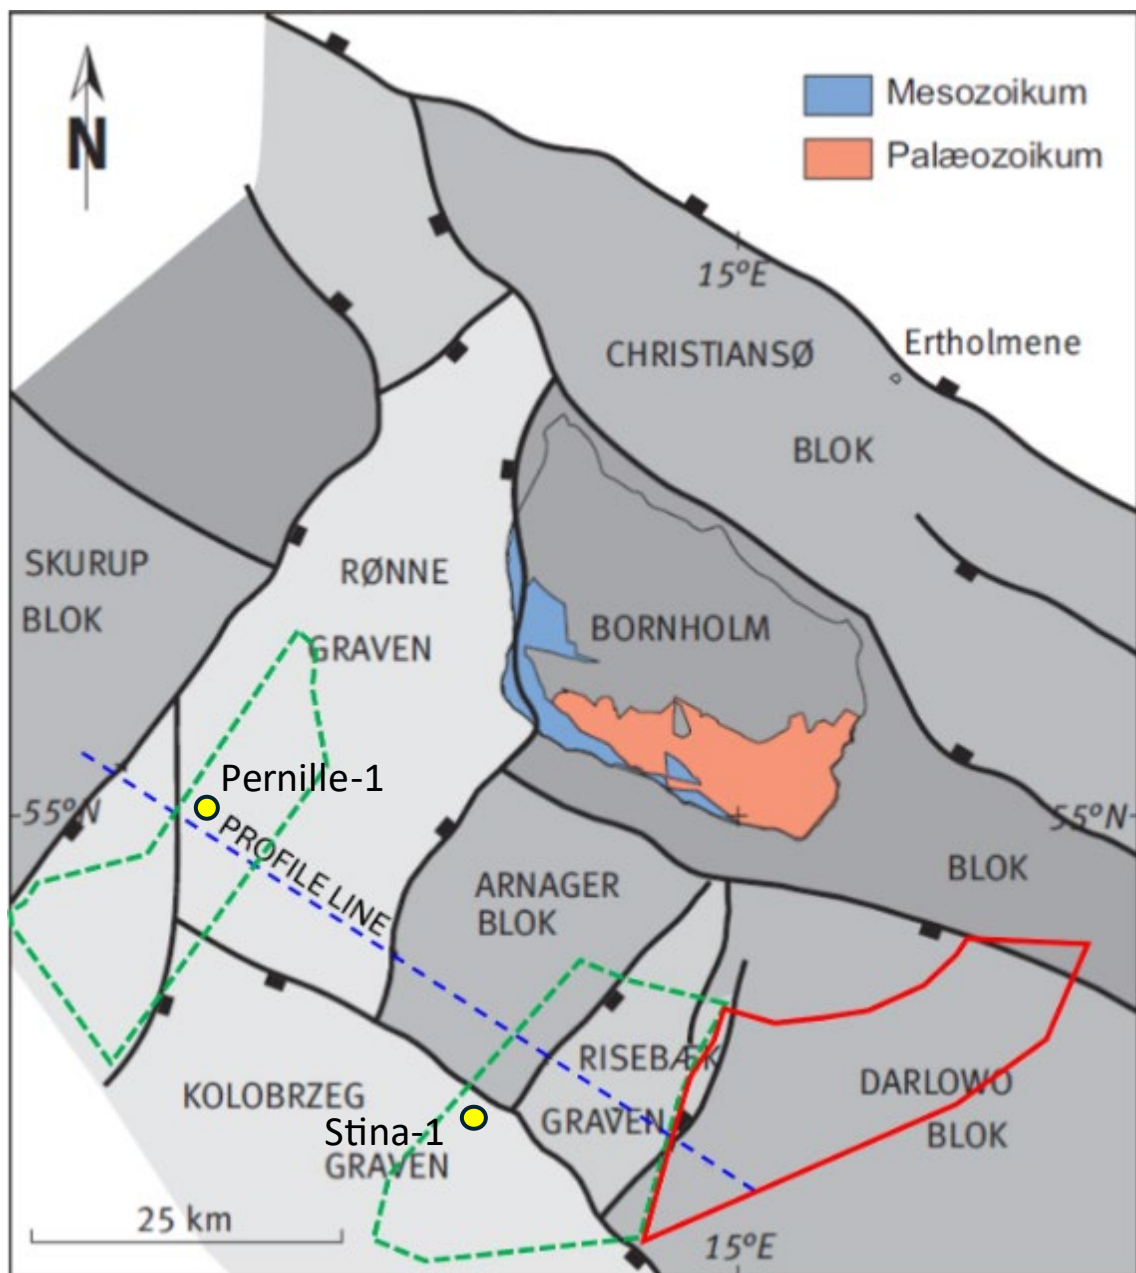 N
Mesozoikum
Palæozoikum
15ºE
CHRISTIANSØ
Ertholmene
BLOK
SKURUP
BLOK
RØNNE
GRAVEN
BORNHOLM
Pernille-1
55ºN
55ºN
PROFILE LINE
ARNAGER
BLOK
BLOK
RISEBÆK
GRAVEN
KOLOBRZEG
GRAVEN
Stina-1
DARLOWO
BLOK
25 km
15ºE